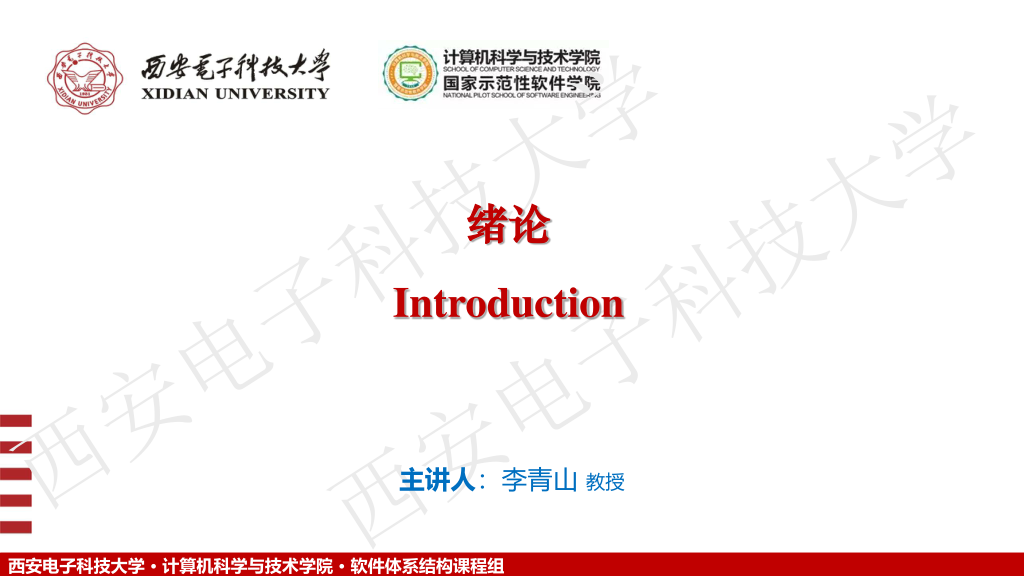 西安电子科技大学
XIDIAN UNIVERSITY
计算机科学与技术学院
SCHOOL OF COMPUTER SCIENCE AND TECHNOLOGY
国家示范性软件学院
NATIONAL PILOT SCHOOL OF SOFTWARE ENGINEERING
绪论
Introduction
主讲人：李青山 教授
西安电子科技大学
西安电子科技大学
西安电子科技大学 • 计算机科学与技术学院 • 软件体系结构课程组